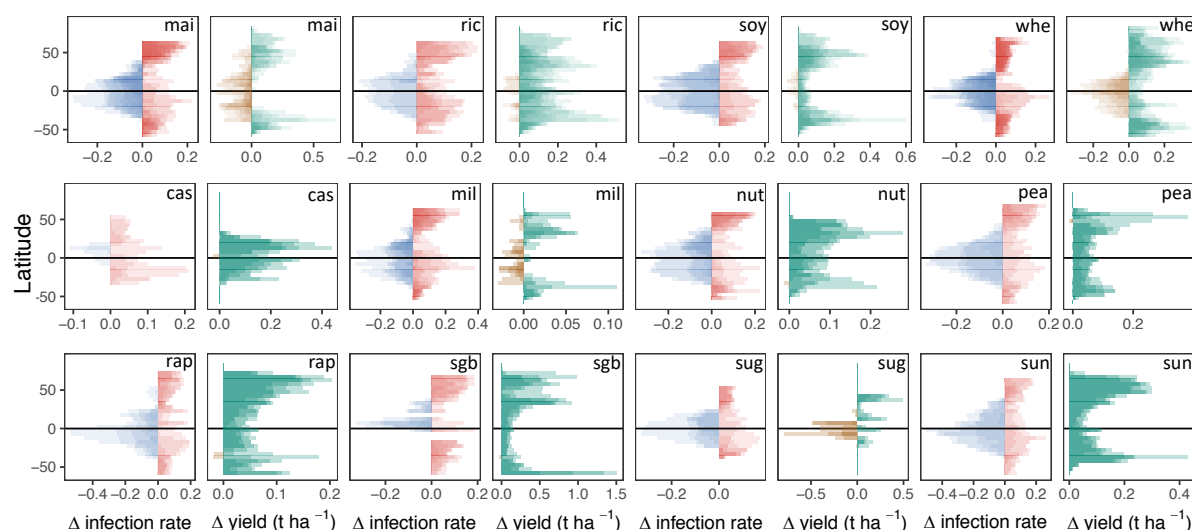 mai mai ric ric soy soy whe whe
50
0
−50
−0.2 0.0 0.2 0.0 0.3 0.6 −0.2 0.0 0.2 0.0 0.2 0.4 −0.2 0.0 0.2 0.0 0.2 0.4 0.6 −0.2 0.0 0.2 −0.2 0.0 0.2
Latitude
cas cas mil mil nut nut pea pea
50
0
-50
−0.1 0.0 0.1 0.2 0.0 0.2 0.4 −0.2 0.0 0.2 0.4 0.00 0.05 0.10 −0.2 0.0 0.2 0.0 0.1 0.2 −0.2 0.0 0.2 0.0 0.2
rap rap sgb sgb sug sug sun sun
50
0
−50
−0.4 −0.2 0.0 0.2 0.0 0.1 0.2 −0.2 0.0 0.2 0.0 0.5 1.0 1.5 −0.2 0.0 -0.5 0.0 0.5 −0.4 −0.2 0.0 0.2 0.0 0.2 0.4
Δ infection rate Δ yield (t ha ⁻¹) Δ infection rate Δ yield (t ha ⁻¹) Δ infection rate Δ yield (t ha ⁻¹) Δ infection rate Δ yield (t ha ⁻¹)